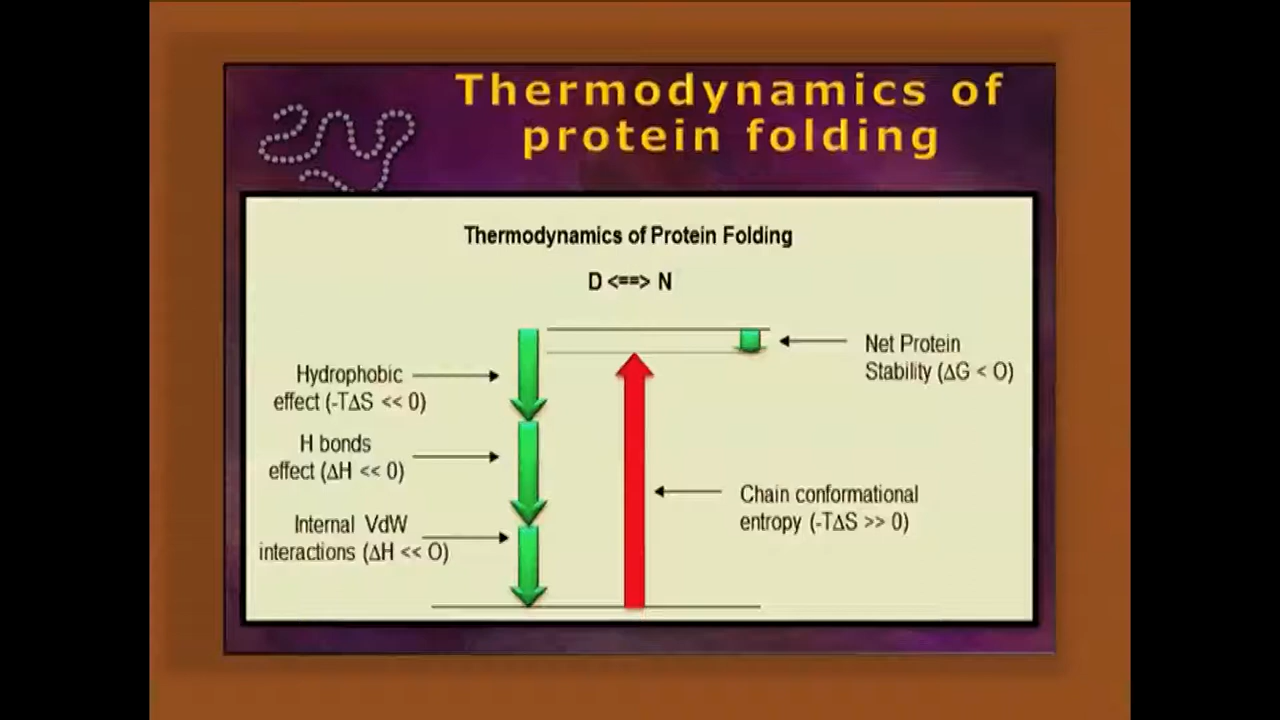 Thermodynamics of
protein folding
Thermodynamics of Protein Folding
D <==> N
Hydrophobic
effect (-TΔS << 0)
H bonds
effect (ΔH << 0)
Internal VdW
interactions (ΔH << O)
Net Protein
Stability (ΔG < O)
Chain conformational
entropy (-TΔS >> 0)